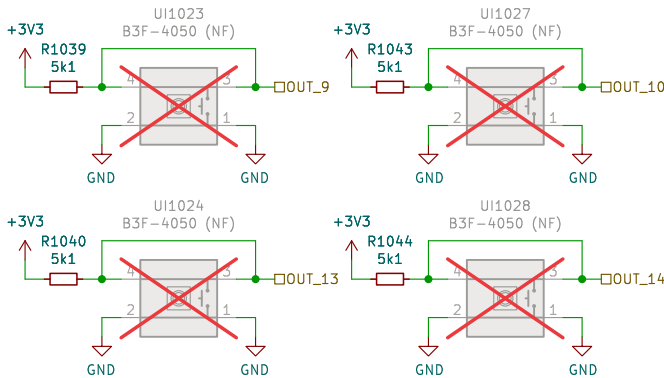 UI1023
B3F-4050 (NF)
+3V3
R1039
5k1
4
3
OUT_9
2
1
GND
GND
UI1027
B3F-4050 (NF)
+3V3
R1043
5k1
4
3
OUT_10
2
1
GND
GND
UI1024
B3F-4050 (NF)
+3V3
R1040
5k1
4
3
OUT_13
2
1
GND
GND
UI1028
B3F-4050 (NF)
+3V3
R1044
5k1
4
3
OUT_14
2
1
GND
GND